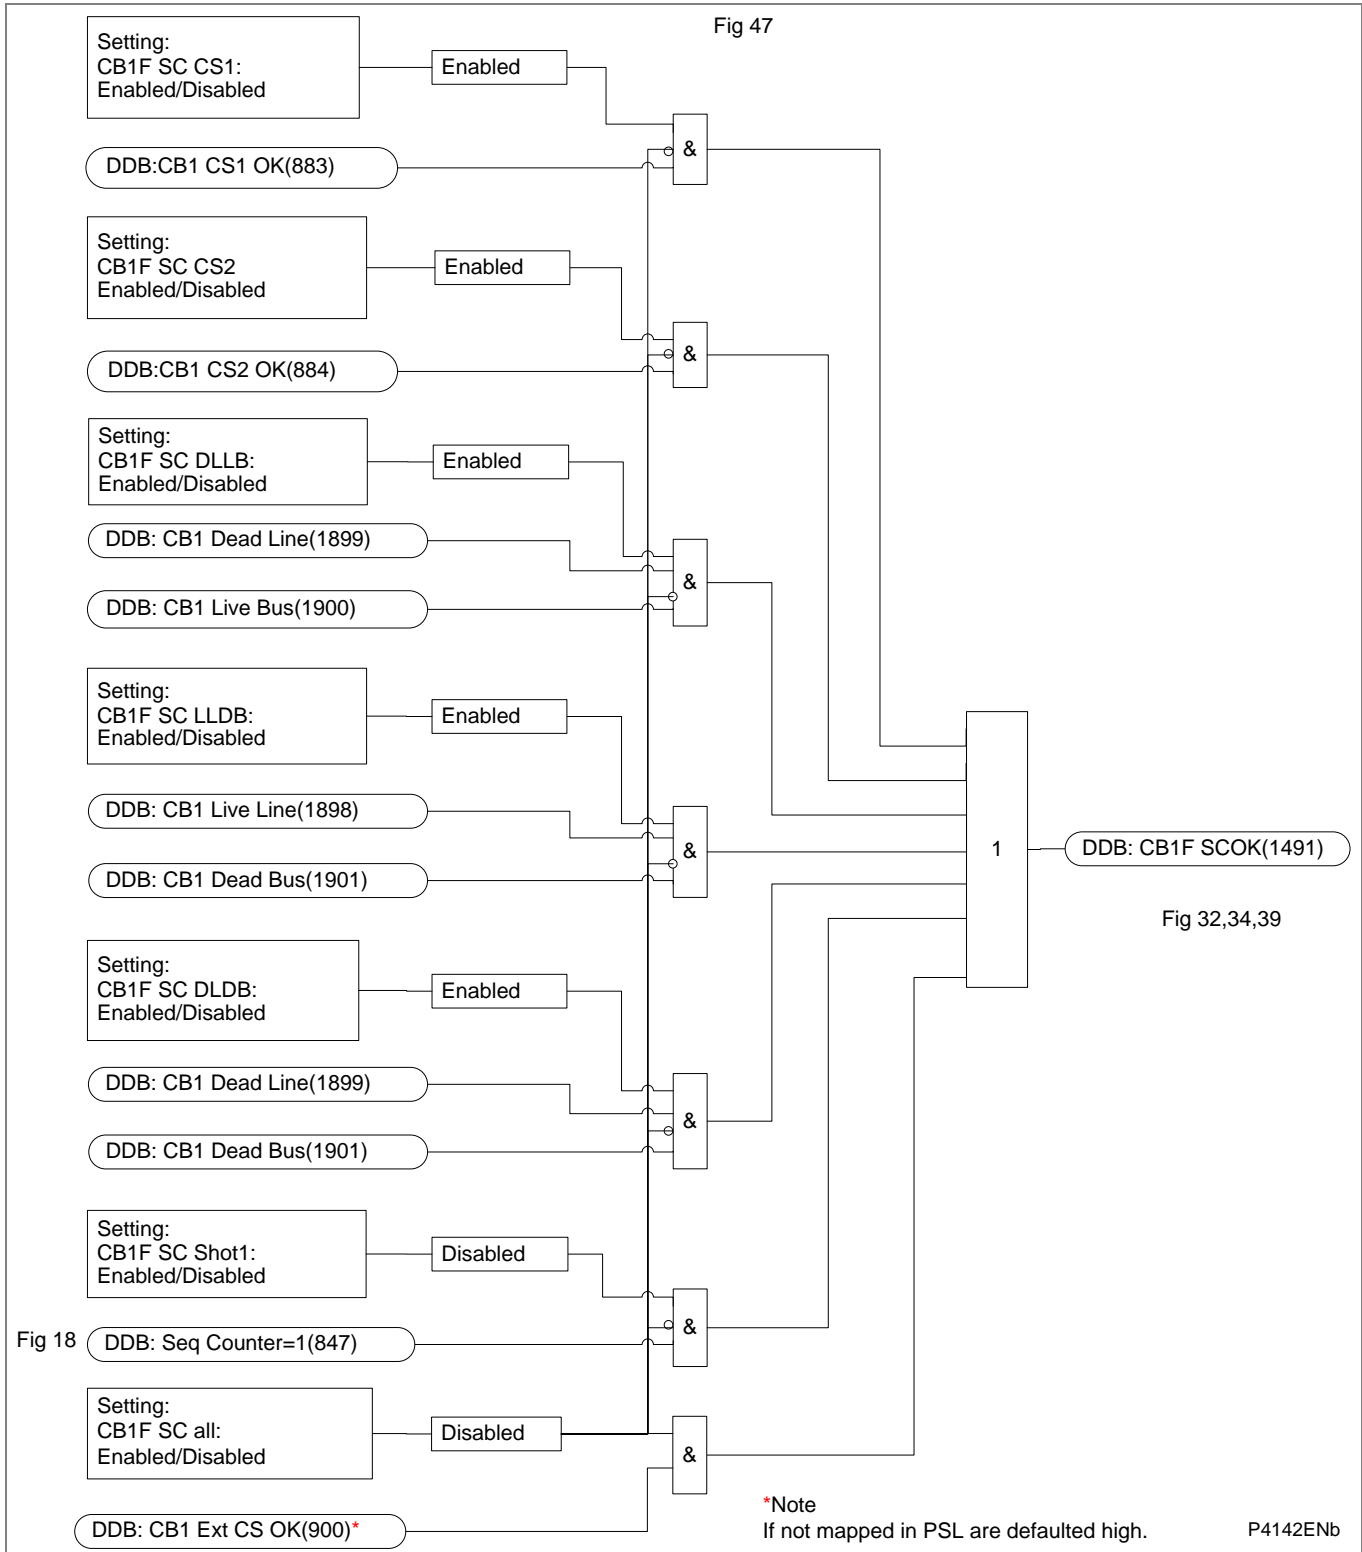 Fig 47
Setting:
CB1F SC CS1:
Enabled/Disabled
Enabled
&
DDB:CB1 CS1 OK(883)
Setting:
CB1F SC CS2
Enabled/Disabled
Enabled
&
DDB:CB1 CS2 OK(884)
Setting:
CB1F SC DLLB:
Enabled/Disabled
Enabled
DDB: CB1 Dead Line(1899)
&
DDB: CB1 Live Bus(1900)
Setting:
CB1F SC LLDB:
Enabled/Disabled
Enabled
DDB: CB1 Live Line(1898)
&
1
DDB: CB1F SCOK(1491)
DDB: CB1 Dead Bus(1901)
Fig 32,34,39
Setting:
CB1F SC DLDB:
Enabled/Disabled
Enabled
DDB: CB1 Dead Line(1899)
&
DDB: CB1 Dead Bus(1901)
Setting:
CB1F SC Shot1:
Enabled/Disabled
Disabled
&
Fig 18
DDB: Seq Counter=1(847)
Setting:
CB1F SC all:
Enabled/Disabled
Disabled
&
DDB: CB1 Ext CS OK(900)*
*Note
If not mapped in PSL are defaulted high.
P4142ENb